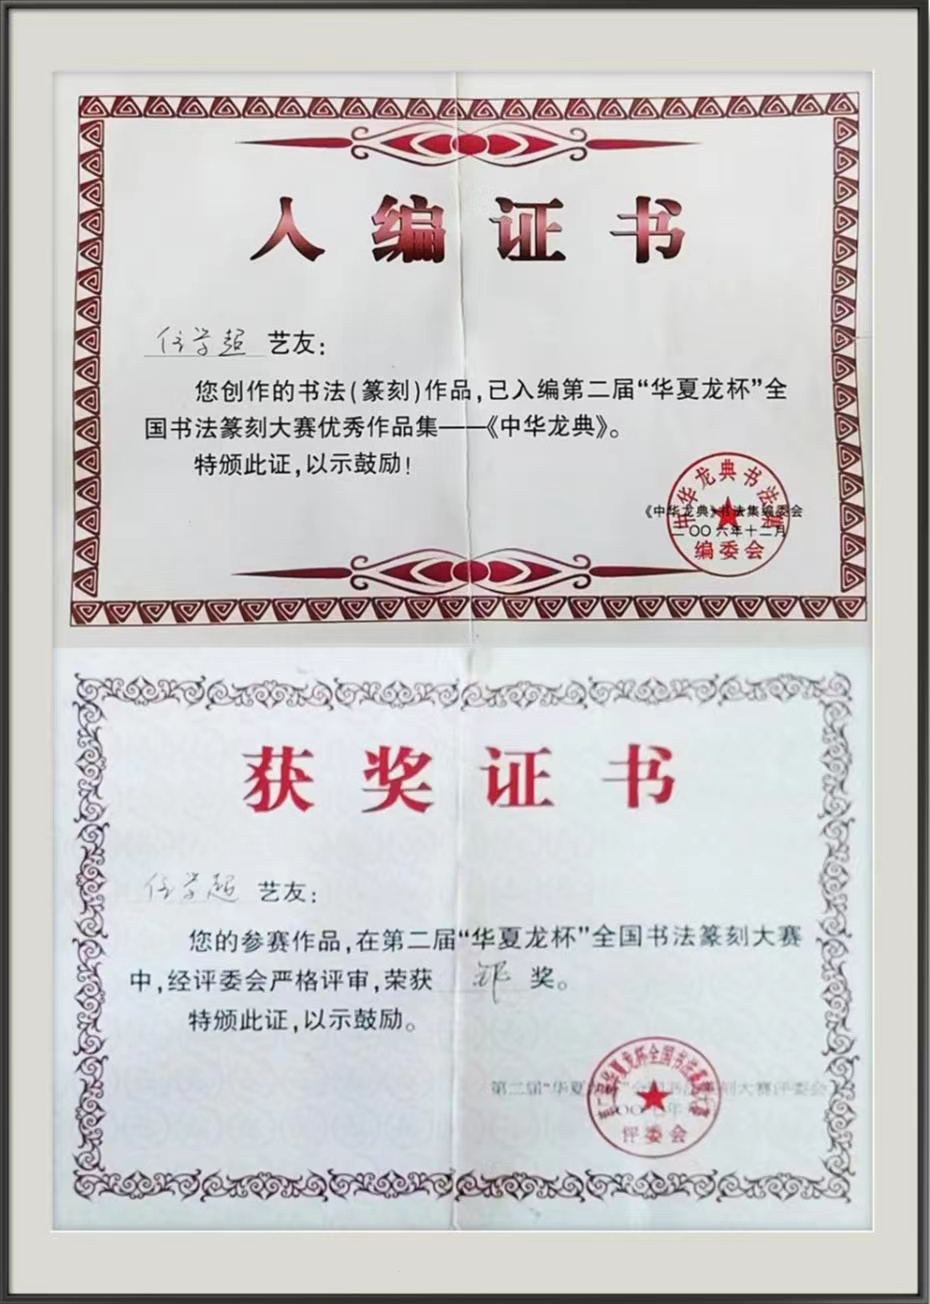 入编证书
任学超 艺友：
您创作的书法（篆刻）作品，已入编第二届“华夏龙杯”全
国书法篆刻大赛优秀作品集——《中华龙典》。
特颁此证，以示鼓励！
《中华龙典》书法集编委会
二〇〇六年十二月
中华龙典书法集
编委会
获奖证书
任学超 艺友：
您的参赛作品，在第二届“华夏龙杯”全国书法篆刻大赛
中，经评委会严格评审，荣获 银 奖。
特颁此证，以示鼓励。
第二届“华夏龙杯”全国书法篆刻大赛评委会
评委会